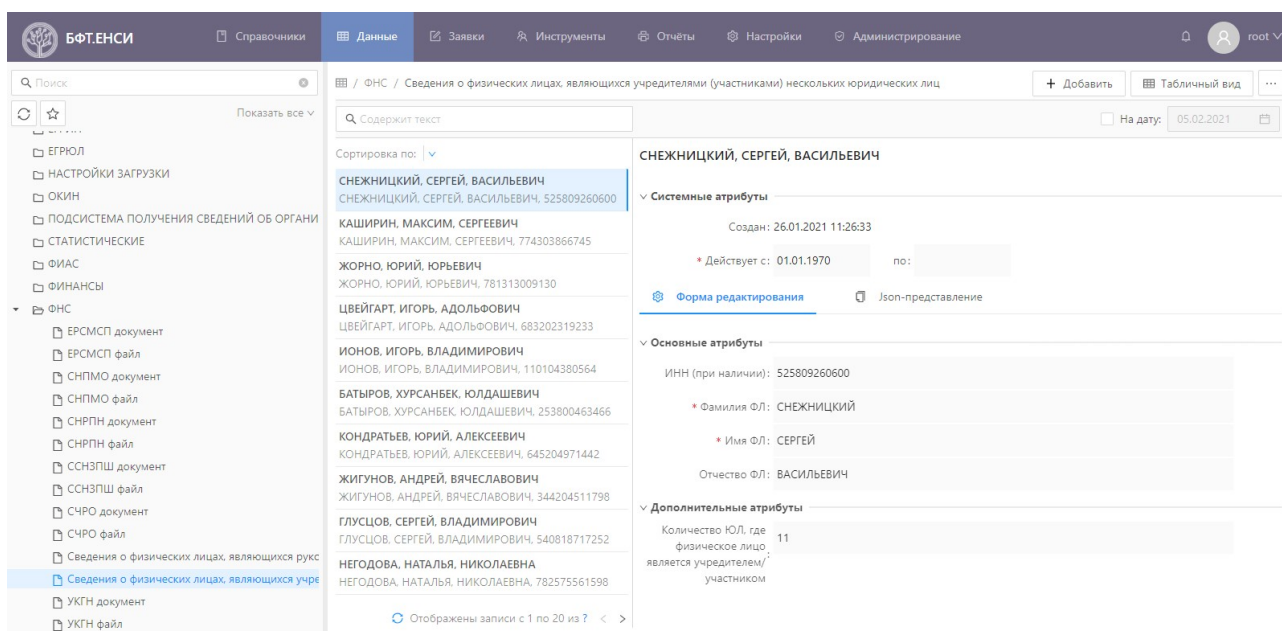 БФТ.ЕНСИ
Справочники
Данные
Заявки
Инструменты
Отчёты
Настройки
Администрирование
root
Поиск
Показать все
ЕГРЮЛ
НАСТРОЙКИ ЗАГРУЗКИ
ОКИН
ПОДСИСТЕМА ПОЛУЧЕНИЯ СВЕДЕНИЙ ОБ ОРГАНИ
СТАТИСТИЧЕСКИЕ
ФИАС
ФИНАНСЫ
ФНС
ЕРСМСП документ
ЕРСМСП файл
СНПМО документ
СНПМО файл
СНРПН документ
СНРПН файл
ССНЗПШ документ
ССНЗПШ файл
СЧРО документ
СЧРО файл
Сведения о физических лицах, являющихся рукс
Сведения о физических лицах, являющихся учре
УКГН документ
УКГН файл
/ ФНС / Сведения о физических лицах, являющихся учредителями (участниками) нескольких юридических лиц
+ Добавить
Табличный вид
...
Содержит текст
На дату: 05.02.2021
Сортировка по:
СНЕЖНИЦКИЙ, СЕРГЕЙ, ВАСИЛЬЕВИЧ
СНЕЖНИЦКИЙ, СЕРГЕЙ, ВАСИЛЬЕВИЧ, 525809260600
КАШИРИН, МАКСИМ, СЕРГЕЕВИЧ
КАШИРИН, МАКСИМ, СЕРГЕЕВИЧ, 774303866745
ЖОРНО, ЮРИЙ, ЮРЬЕВИЧ
ЖОРНО, ЮРИЙ, ЮРЬЕВИЧ, 781313009130
ЦВЕЙГАРТ, ИГОРЬ, АДОЛЬФОВИЧ
ЦВЕЙГАРТ, ИГОРЬ, АДОЛЬФОВИЧ, 683202319233
ИОНОВ, ИГОРЬ, ВЛАДИМИРОВИЧ
ИОНОВ, ИГОРЬ, ВЛАДИМИРОВИЧ, 110104380564
БАТЫРОВ, ХУРСАНБЕК, ЮЛДАШЕВИЧ
БАТЫРОВ, ХУРСАНБЕК, ЮЛДАШЕВИЧ, 253800463466
КОНДРАТЬЕВ, ЮРИЙ, АЛЕКСЕЕВИЧ
КОНДРАТЬЕВ, ЮРИЙ, АЛЕКСЕЕВИЧ, 645204971442
ЖИГУНОВ, АНДРЕЙ, ВЯЧЕСЛАВОВИЧ
ЖИГУНОВ, АНДРЕЙ, ВЯЧЕСЛАВОВИЧ, 344204511798
ГЛУСЦОВ, СЕРГЕЙ, ВЛАДИМИРОВИЧ
ГЛУСЦОВ, СЕРГЕЙ, ВЛАДИМИРОВИЧ, 540818717252
НЕГОДОВА, НАТАЛЬЯ, НИКОЛАЕВНА
НЕГОДОВА, НАТАЛЬЯ, НИКОЛАЕВНА, 782575561598
Отображены записи с 1 по 20 из ? < >
СНЕЖНИЦКИЙ, СЕРГЕЙ, ВАСИЛЬЕВИЧ
Системные атрибуты
Создан: 26.01.2021 11:26:33
* Действует с: 01.01.1970 по:
Форма редактирования
Json-представление
Основные атрибуты
ИНН (при наличии): 525809260600
* Фамилия ФЛ: СНЕЖНИЦКИЙ
* Имя ФЛ: СЕРГЕЙ
Отчество ФЛ: ВАСИЛЬЕВИЧ
Дополнительные атрибуты
Количество ЮЛ, где
физическое лицо
является учредителем/
участником
: 11